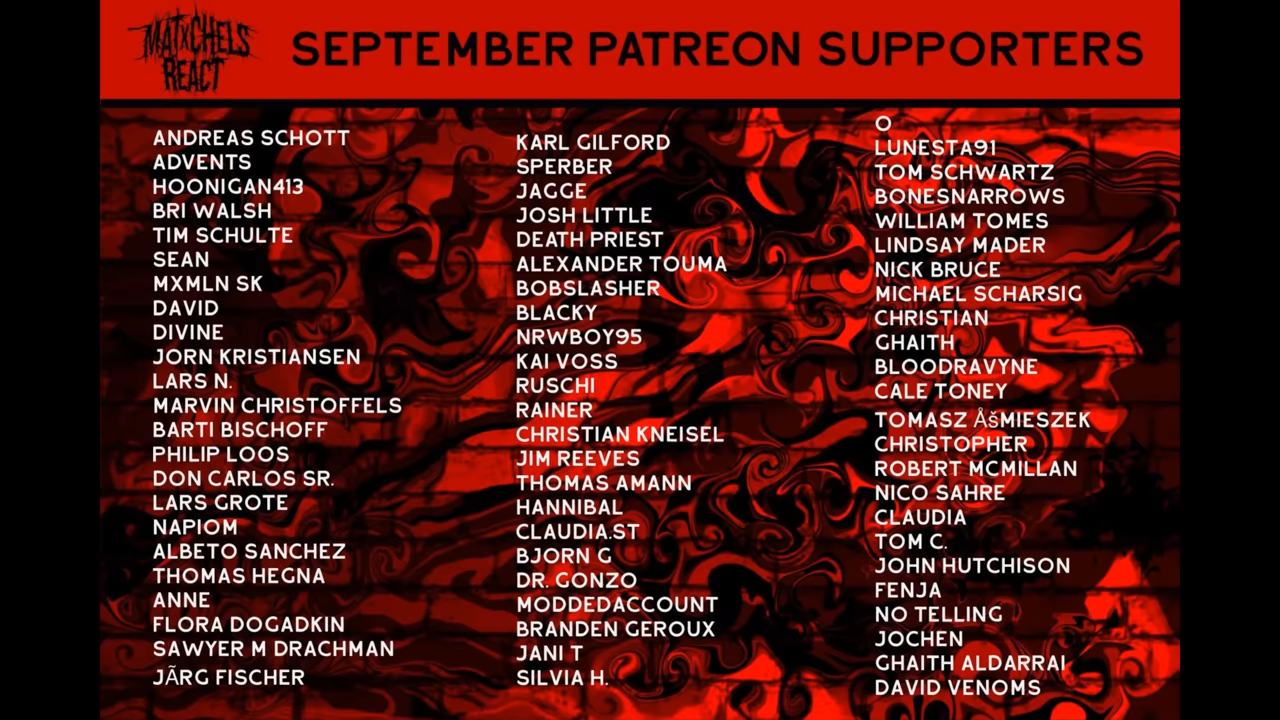 MATXCHELS
REACT
SEPTEMBER PATREON SUPPORTERS
ANDREAS SCHOTT
ADVENTS
HOONIGAN413
BRI WALSH
TIM SCHULTE
SEAN
MXMLN SK
DAVID
DIVINE
JORN KRISTIANSEN
LARS N.
MARVIN CHRISTOFFELS
BARTI BISCHOFF
PHILIP LOOS
DON CARLOS SR.
LARS GROTE
NAPIOM
ALBETO SANCHEZ
THOMAS HEGNA
ANNE
FLORA DOGADKIN
SAWYER M DRACHMAN
JÃRG FISCHER
KARL GILFORD
SPERBER
JAGGE
JOSH LITTLE
DEATH PRIEST
ALEXANDER TOUMA
BOBSLASHER
BLACKY
NRWBOY95
KAI VOSS
RUSCHI
RAINER
CHRISTIAN KNEISEL
JIM REEVES
THOMAS AMANN
HANNIBAL
CLAUDIA.ST
BJORN G
DR. GONZO
MODDEDACCOUNT
BRANDEN GEROUX
JANI T
SILVIA H.
O
LUNESTA91
TOM SCHWARTZ
BONESNARROWS
WILLIAM TOMES
LINDSAY MADER
NICK BRUCE
MICHAEL SCHARSIG
CHRISTIAN
GHAITH
BLOODRAVYNE
CALE TONEY
TOMASZ ÅšMIESZEK
CHRISTOPHER
ROBERT MCMILLAN
NICO SAHRE
CLAUDIA
TOM C.
JOHN HUTCHISON
FENJA
NO TELLING
JOCHEN
GHAITH ALDARRAI
DAVID VENOMS